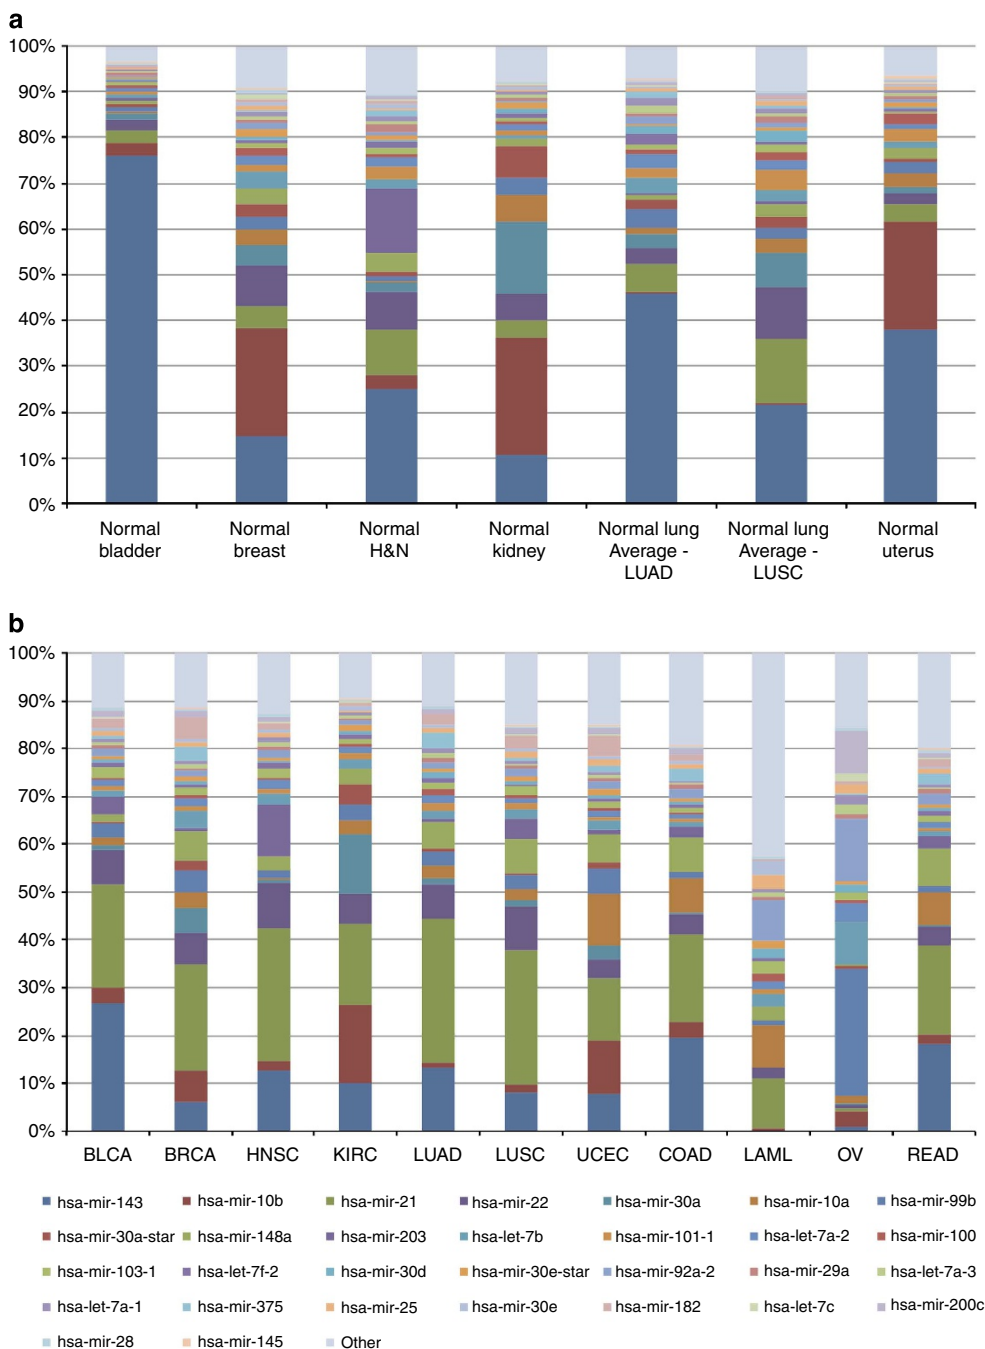 a
100%
90%
80%
70%
60%
50%
40%
30%
20%
10%
0%
Normal bladder
Normal breast
Normal H&N
Normal kidney
Normal lung Average - LUAD
Normal lung Average - LUSC
Normal uterus
b
100%
90%
80%
70%
60%
50%
40%
30%
20%
10%
0%
BLCA BRCA HNSC KIRC LUAD LUSC UCEC COAD LAML OV READ
hsa-mir-143 hsa-mir-10b hsa-mir-21 hsa-mir-22 hsa-mir-30a hsa-mir-10a hsa-mir-99b
hsa-mir-30a-star hsa-mir-148a hsa-mir-203 hsa-let-7b hsa-mir-101-1 hsa-let-7a-2 hsa-mir-100
hsa-mir-103-1 hsa-let-7f-2 hsa-mir-30d hsa-mir-30e-star hsa-mir-92a-2 hsa-mir-29a hsa-let-7a-3
hsa-let-7a-1 hsa-mir-375 hsa-mir-25 hsa-mir-30e hsa-mir-182 hsa-let-7c hsa-mir-200c
hsa-mir-28 hsa-mir-145 Other